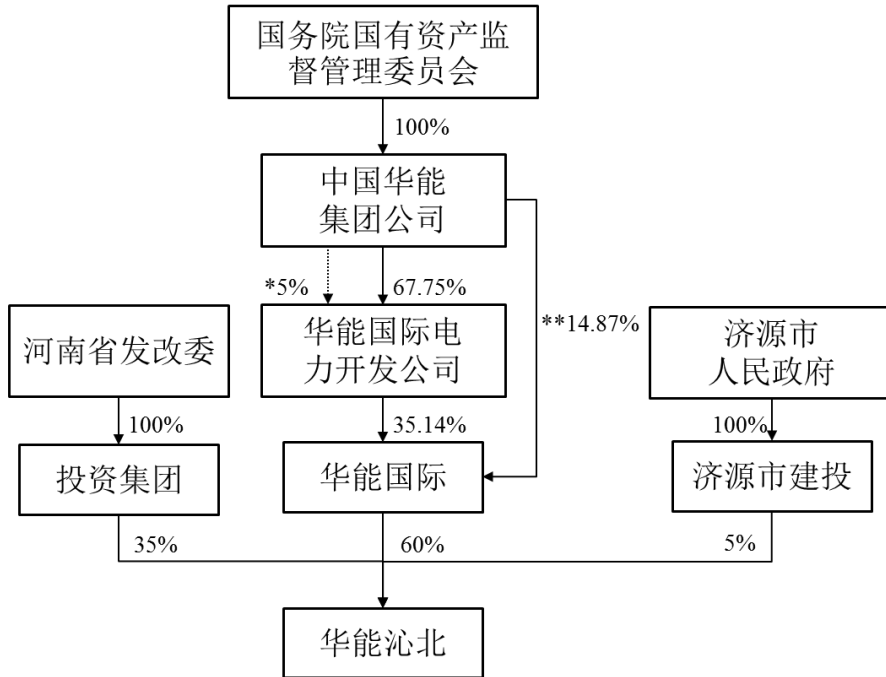 国务院国有资产监
督管理委员会
100%
中国华能
集团公司
*5%
67.75%
**14.87%
河南省发改委
华能国际电
力开发公司
济源市
人民政府
100%
35.14%
100%
投资集团
华能国际
济源市建投
35%
60%
5%
华能沁北